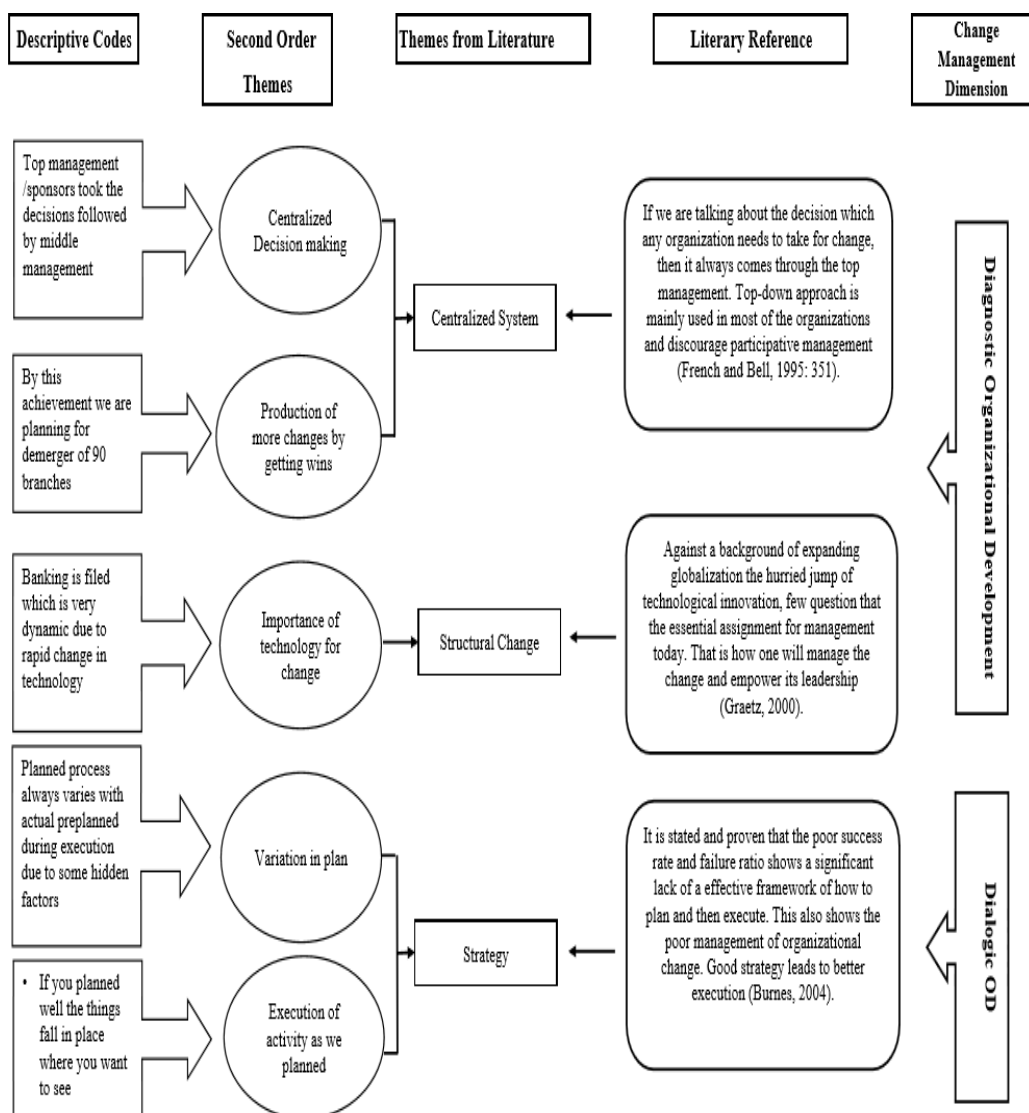 Descriptive Codes
Second Order
Themes
Themes from Literature
Literary Reference
Change
Management
Dimension
Top management
/sponsors took the
decisions followed
by middle
management
Centralized
Decision making
If we are talking about the decision which
any organization needs to take for change,
then it always comes through the top
management. Top-down approach is
mainly used in most of the organizations
and discourage participative management
(French and Bell, 1995: 351).
Centralized System
By this
achievement we are
planning for
demerger of 90
branches
Production of
more changes by
getting wins
Diagnostic Organizational Development
Banking is filed
which is very
dynamic due to
rapid change in
technology
Importance of
technology for
change
Structural Change
Against a background of expanding
globalization the hurried jump of
technological innovation, few question that
the essential assignment for management
today. That is how one will manage the
change and empower its leadership
(Graetz, 2000).
Planned process
always varies with
actual preplanned
during execution
due to some hidden
factors
Variation in plan
Strategy
It is stated and proven that the poor success
rate and failure ratio shows a significant
lack of a effective framework of how to
plan and then execute. This also shows the
poor management of organizational
change. Good strategy leads to better
execution (Burnes, 2004).
Dialogic OD
• If you planned
well the things
fall in place
where you want
to see
Execution of
activity as we
planned